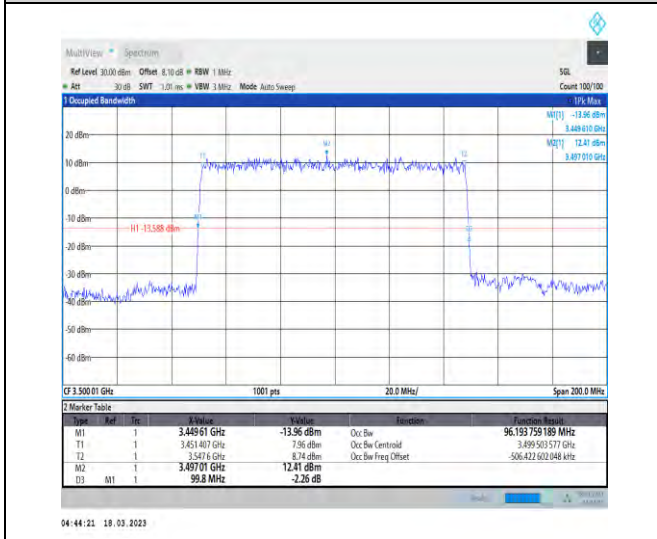 MultiView Spectrum
Ref Level 30.00 dBm Offset 8.10 dB RBW 1 MHz SGL
Att 30 dB SWT 1.01 ms VBW 3 MHz Mode Auto Sweep Count 100/100
1 Occupied Bandwidth 1Pk Max
M1[1] -13.96 dBm
3.449 610 GHz
M2[1] 12.41 dBm
3.497 010 GHz
20 dBm
M2
T1 T2
10 dBm
0 dBm
-10 dBm
M1
H1 -13.588 dBm
-20 dBm
-30 dBm
-40 dBm
-50 dBm
-60 dBm
CF 3.500 01 GHz 1001 pts 20.0 MHz/ Span 200.0 MHz
2 Marker Table
Type Ref Trc X-Value Y-Value Function Function Result
M1 1 3.449 61 GHz -13.96 dBm Occ Bw 96.193 759 189 MHz
T1 1 3.451 407 GHz 7.96 dBm Occ Bw Centroid 3.499 503 577 GHz
T2 1 3.547 6 GHz 8.74 dBm Occ Bw Freq Offset -506.422 602 048 kHz
M2 1 3.497 01 GHz 12.41 dBm
D3 M1 1 99.8 MHz -2.26 dB
04:44:21 18.03.2023